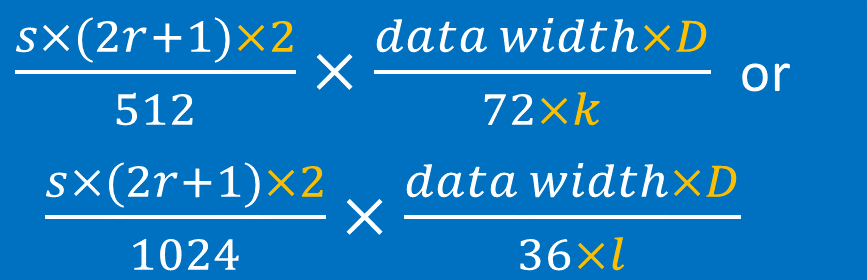 s×(2r+1)×2 data width×D
512 × 72×k or
s×(2r+1)×2 data width×D
1024 × 36×l